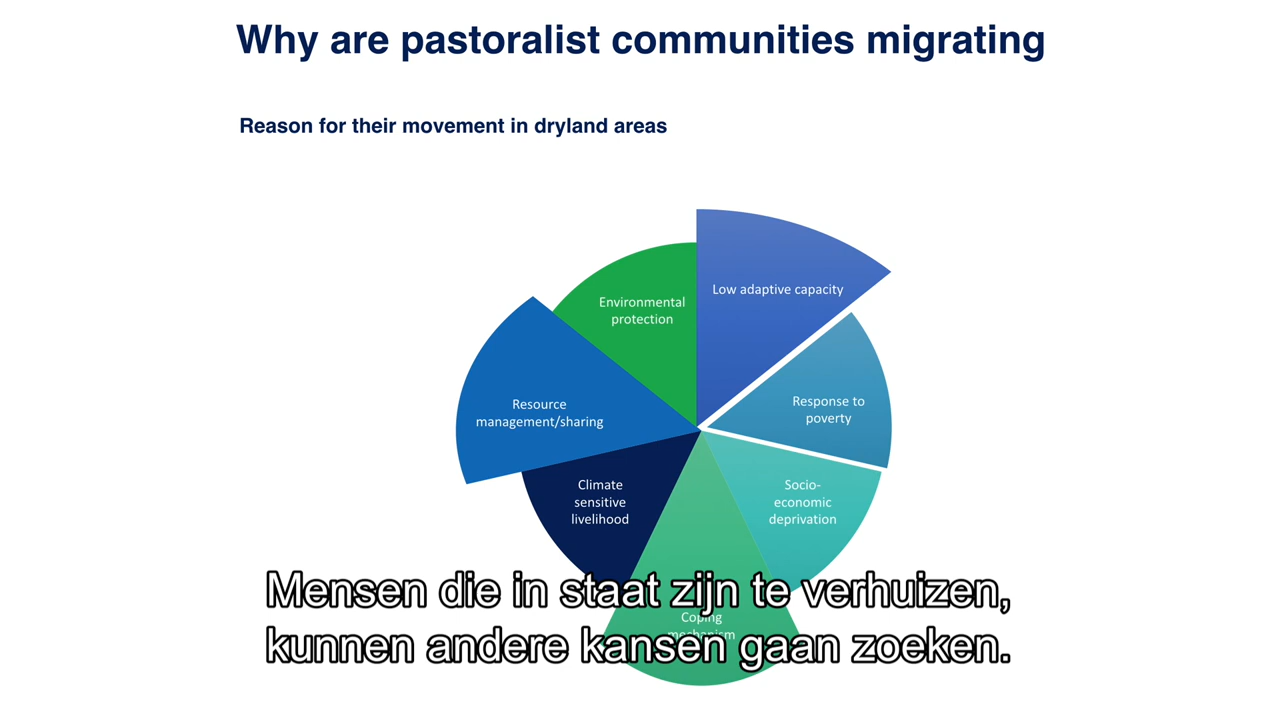 Why are pastoralist communities migrating
Reason for their movement in dryland areas
Low adaptive capacity
Environmental
protection
Response to
poverty
Resource
management/sharing
Climate
sensitive
livelihood
Socio-
economic
deprivation
Coping
mechanism
Mensen die in staat zijn te verhuizen,
kunnen andere kansen gaan zoeken.